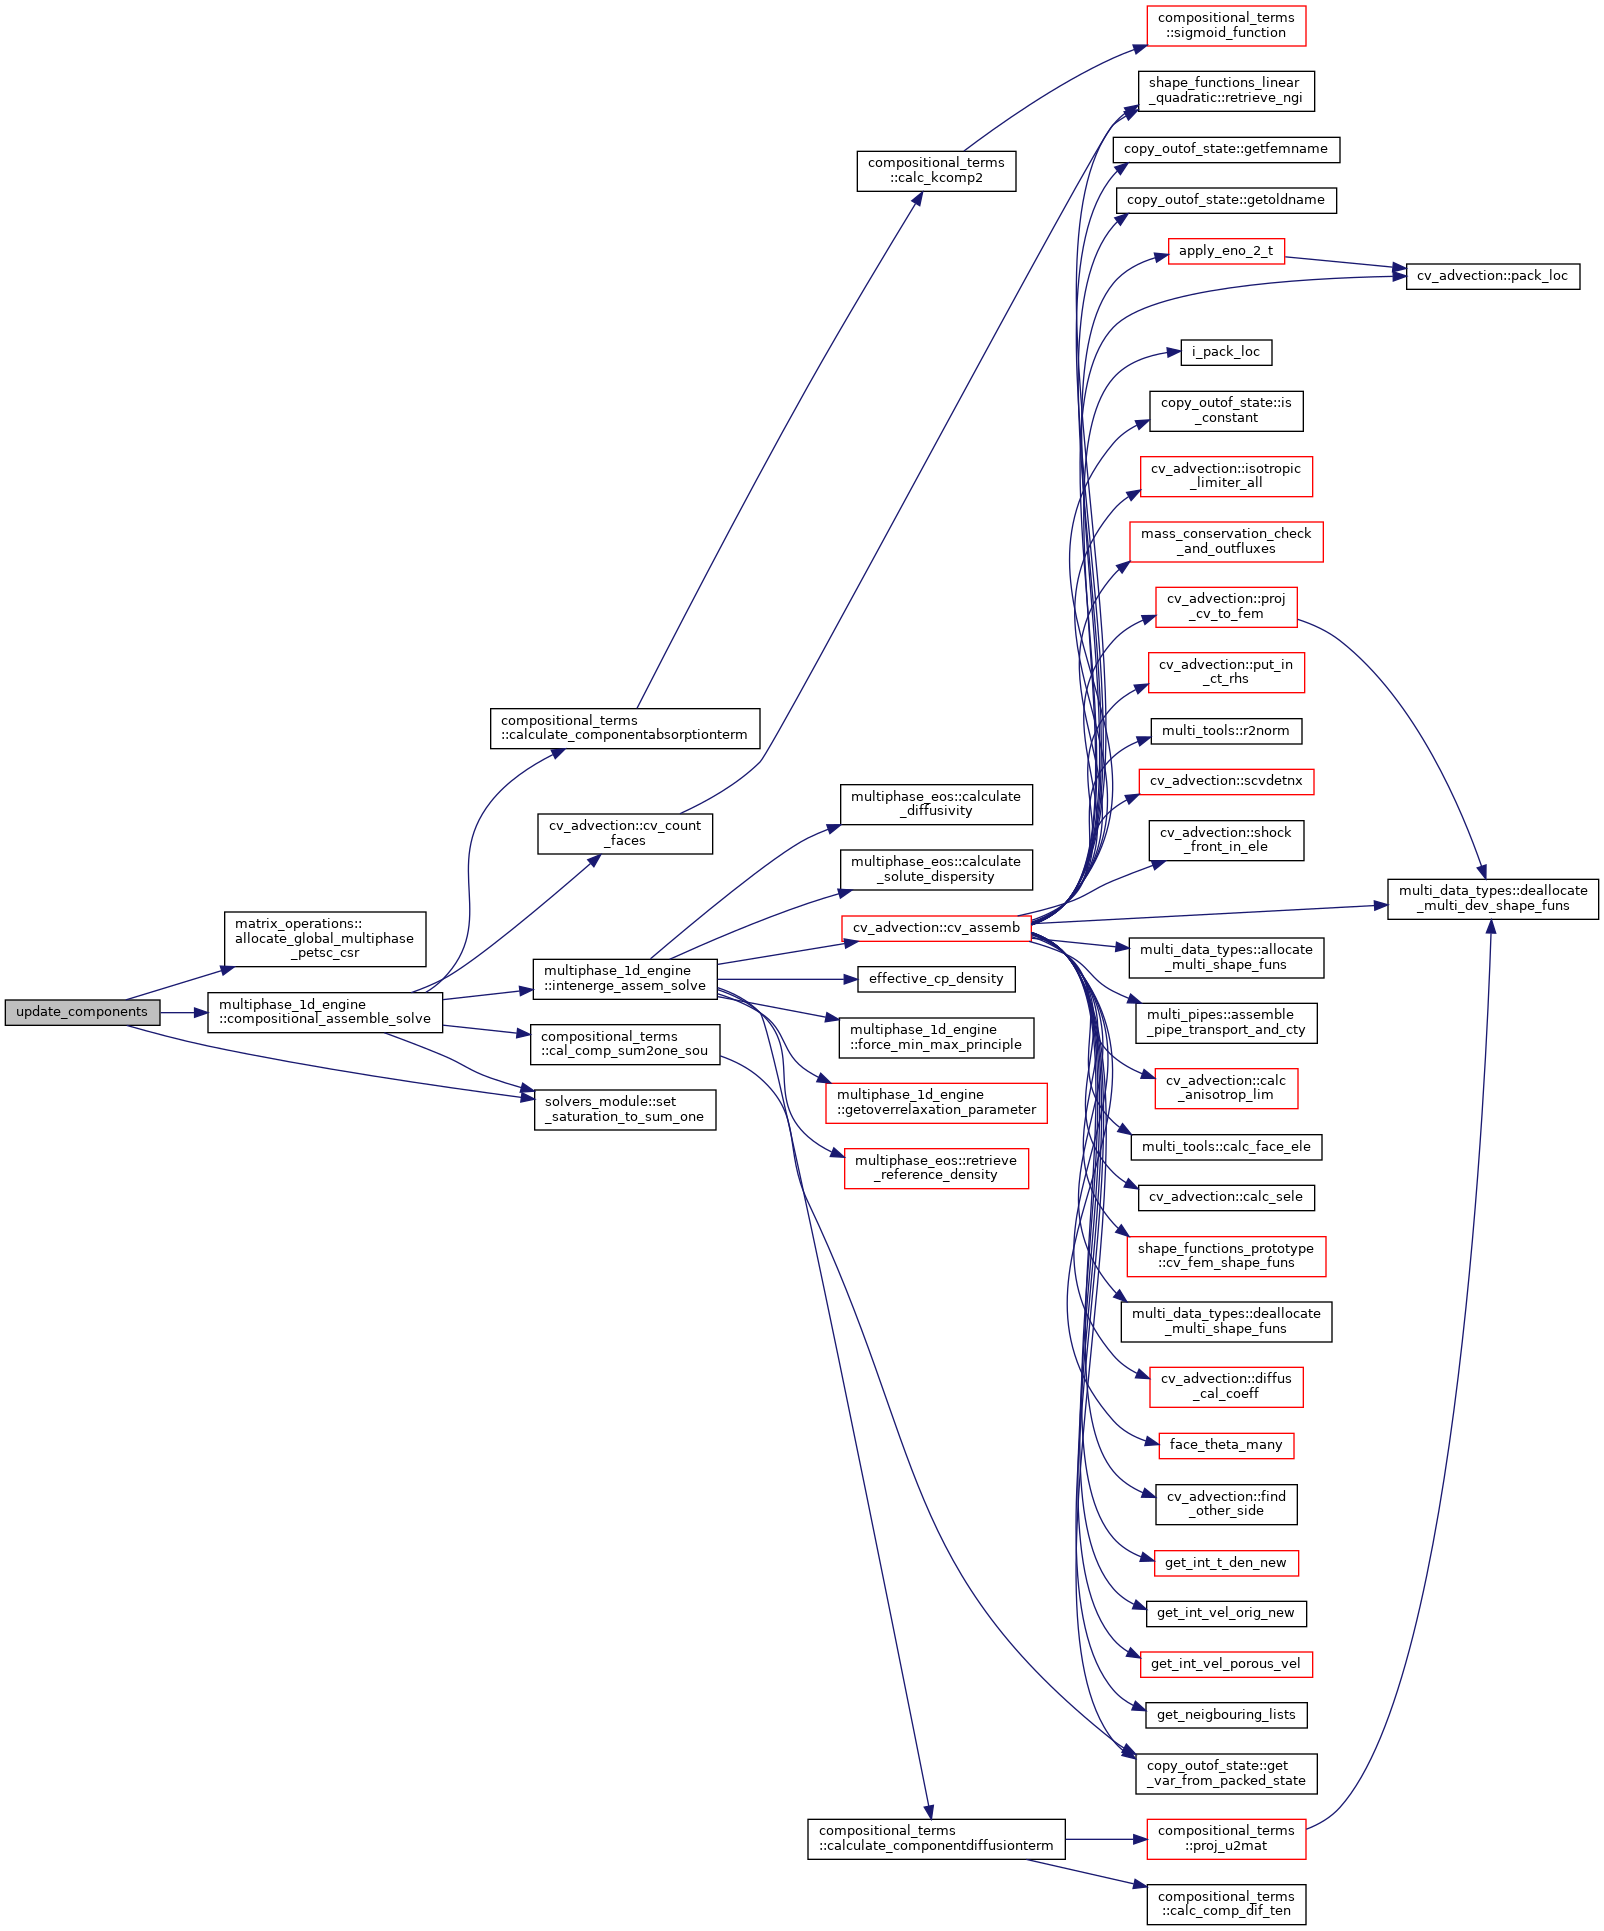 update_components
matrix_operations::
allocate_global_multiphase
_petsc_csr
multiphase_1d_engine
::compositional_assemble_solve
compositional_terms
::calculate_componentabsorptionterm
cv_advection::cv_count
_faces
multiphase_1d_engine
::intenerge_assem_solve
compositional_terms
::cal_comp_sum2one_sou
solvers_module::set
_saturation_to_sum_one
compositional_terms
::calc_kcomp2
multiphase_eos::calculate
_diffusivity
multiphase_eos::calculate
_solute_dispersity
cv_advection::cv_assemb
effective_cp_density
multiphase_1d_engine
::force_min_max_principle
multiphase_1d_engine
::getoverrelaxation_parameter
multiphase_eos::retrieve
_reference_density
compositional_terms
::calculate_componentdiffusionterm
compositional_terms
::sigmoid_function
shape_functions_linear
_quadratic::retrieve_ngi
copy_outof_state::getfemname
copy_outof_state::getoldname
apply_eno_2_t
i_pack_loc
copy_outof_state::is
_constant
cv_advection::isotropic
_limiter_all
mass_conservation_check
_and_outfluxes
cv_advection::proj
_cv_to_fem
cv_advection::put_in
_ct_rhs
multi_tools::r2norm
cv_advection::scvdetnx
cv_advection::shock
_front_in_ele
multi_data_types::allocate
_multi_shape_funs
multi_pipes::assemble
_pipe_transport_and_cty
cv_advection::calc
_anisotrop_lim
multi_tools::calc_face_ele
cv_advection::calc_sele
shape_functions_prototype
::cv_fem_shape_funs
multi_data_types::deallocate
_multi_shape_funs
cv_advection::diffus
_cal_coeff
face_theta_many
cv_advection::find
_other_side
get_int_t_den_new
get_int_vel_orig_new
get_int_vel_porous_vel
get_neigbouring_lists
copy_outof_state::get
_var_from_packed_state
compositional_terms
::proj_u2mat
compositional_terms
::calc_comp_dif_ten
cv_advection::pack_loc
multi_data_types::deallocate
_multi_dev_shape_funs